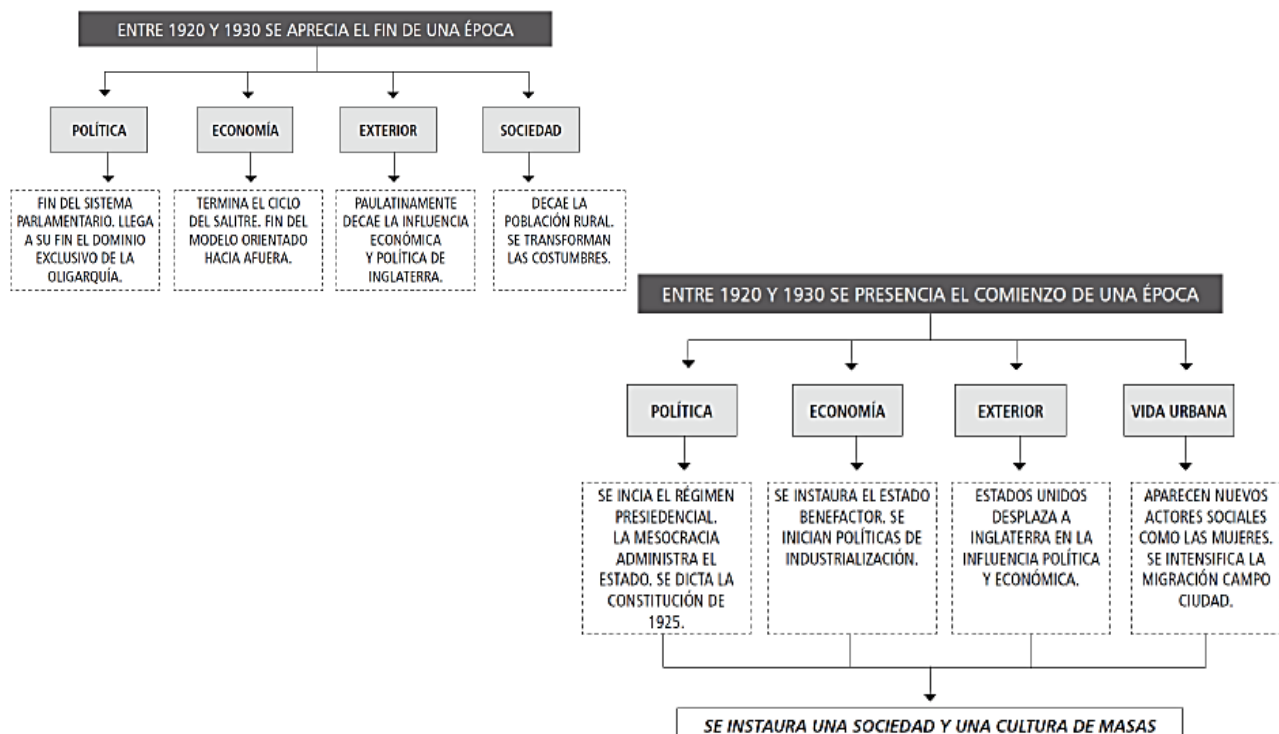 ENTRE 1920 Y 1930 SE APRECIA EL FIN DE UNA ÉPOCA
POLÍTICA
ECONOMÍA
EXTERIOR
SOCIEDAD
FIN DEL SISTEMA
PARLAMENTARIO. LLEGA
A SU FIN EL DOMINIO
EXCLUSIVO DE LA
OLIGARQUÍA.
TERMINA EL CICLO
DEL SALITRE. FIN DEL
MODELO ORIENTADO
HACIA AFUERA.
PAULATINAMENTE
DECAE LA INFLUENCIA
ECONÓMICA
Y POLÍTICA DE
INGLATERRA.
DECAE LA
POBLACIÓN RURAL.
SE TRANSFORMAN
LAS COSTUMBRES.
ENTRE 1920 Y 1930 SE PRESENCIA EL COMIENZO DE UNA ÉPOCA
POLÍTICA
ECONOMÍA
EXTERIOR
VIDA URBANA
SE INCIA EL RÉGIMEN
PRESIEDENCIAL.
LA MESOCRACIA
ADMINISTRA EL
ESTADO. SE DICTA LA
CONSTITUCIÓN DE
1925.
SE INSTAURA EL ESTADO
BENEFACTOR. SE
INICIAN POLÍTICAS DE
INDUSTRIALIZACIÓN.
ESTADOS UNIDOS
DESPLAZA A
INGLATERRA EN LA
INFLUENCIA POLÍTICA
Y ECONÓMICA.
APARECEN NUEVOS
ACTORES SOCIALES
COMO LAS MUJERES.
SE INTENSIFICA LA
MIGRACIÓN CAMPO
CIUDAD.
SE INSTAURA UNA SOCIEDAD Y UNA CULTURA DE MASAS